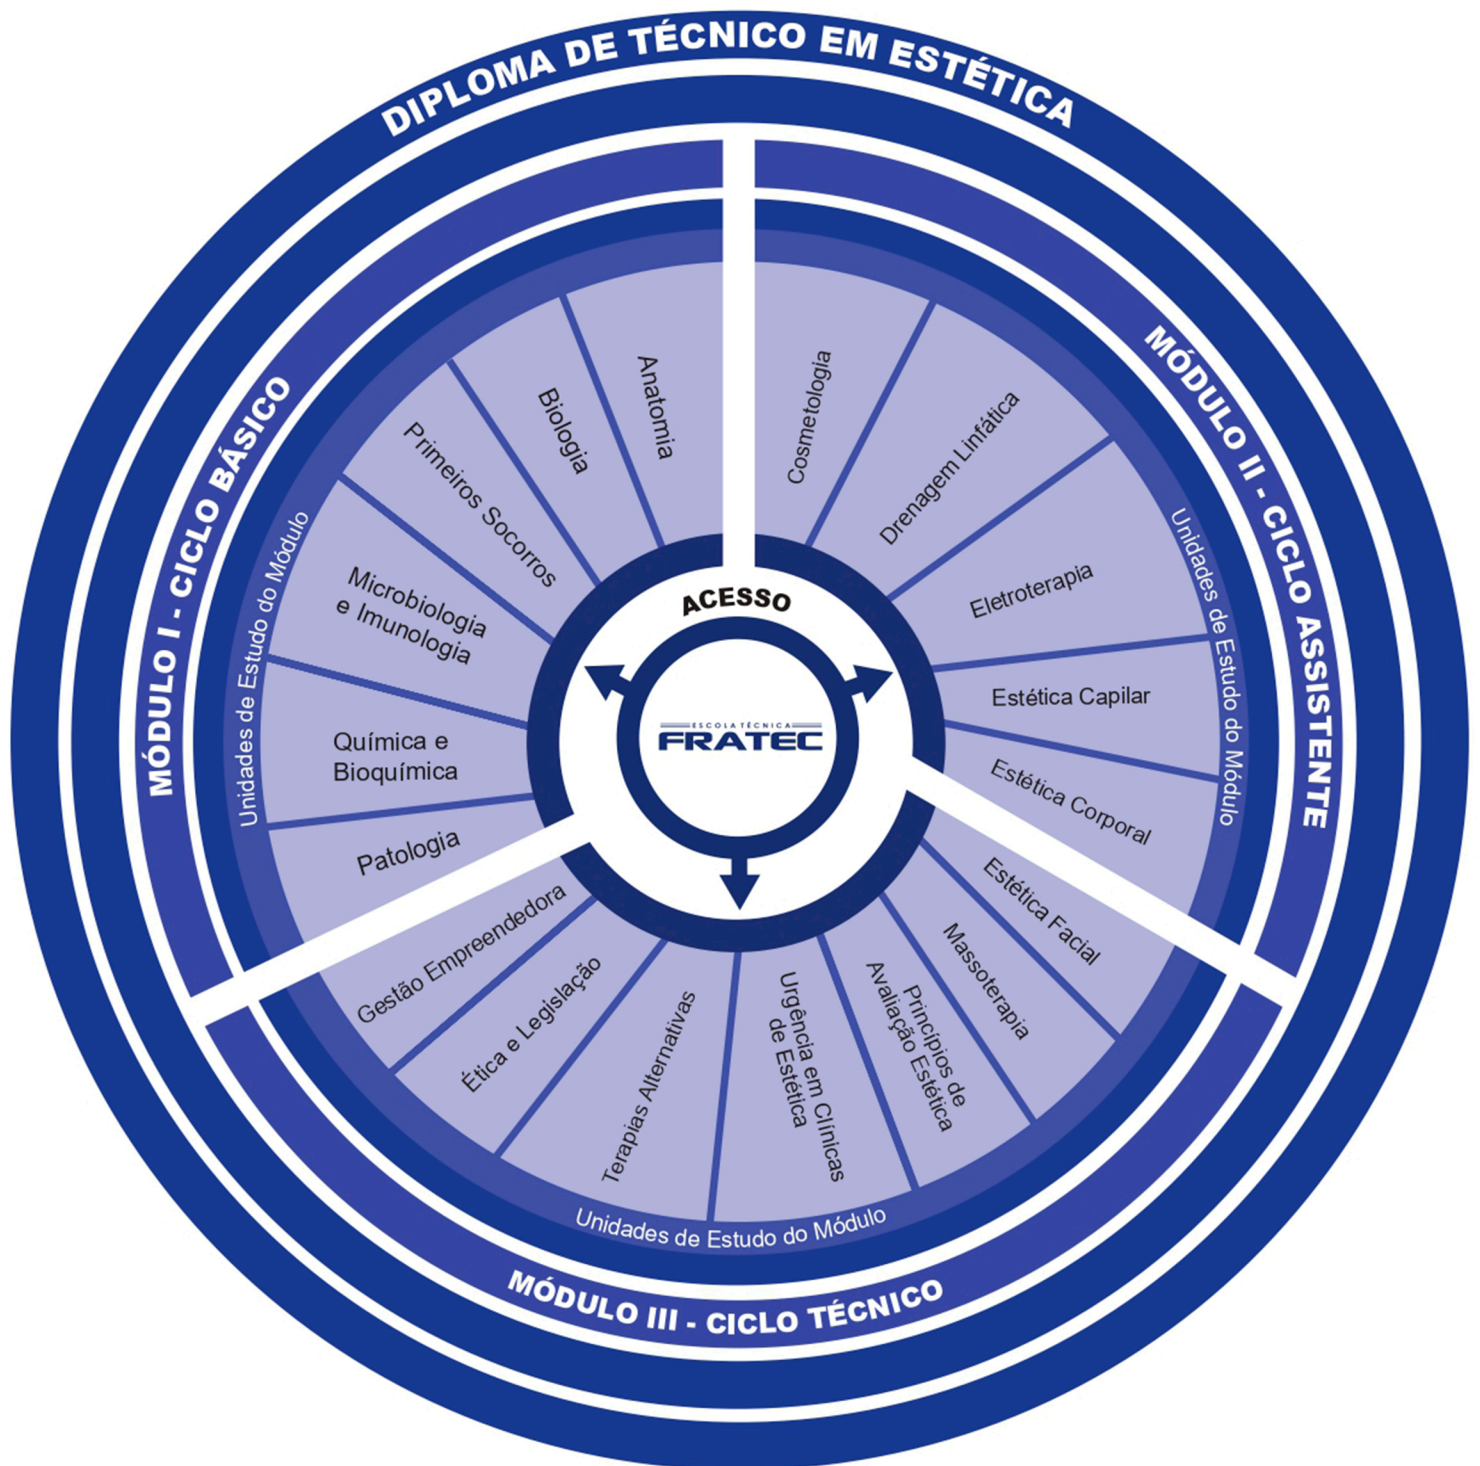 DIPLOMA DE TÉCNICO EM ESTÉTICA
MÓDULO I - CICLO BÁSICO
Unidades de Estudo do Módulo
Anatomia
Biologia
Primeiros Socorros
Microbiologia
e Imunologia
Química e
Bioquímica
Patologia
MÓDULO II - CICLO ASSISTENTE
Unidades de Estudo do Módulo
Cosmetologia
Drenagem Linfática
Eletroterapia
Estética Capilar
Estética Corporal
MÓDULO III - CICLO TÉCNICO
Unidades de Estudo do Módulo
Estética Facial
Massoterapia
Princípios de
Avaliação Estética
Urgência em Clínicas
de Estética
Terapias Alternativas
Ética e Legislação
Gestão Empreendedora
ACESSO
ESCOLA TÉCNICA
FRATEC